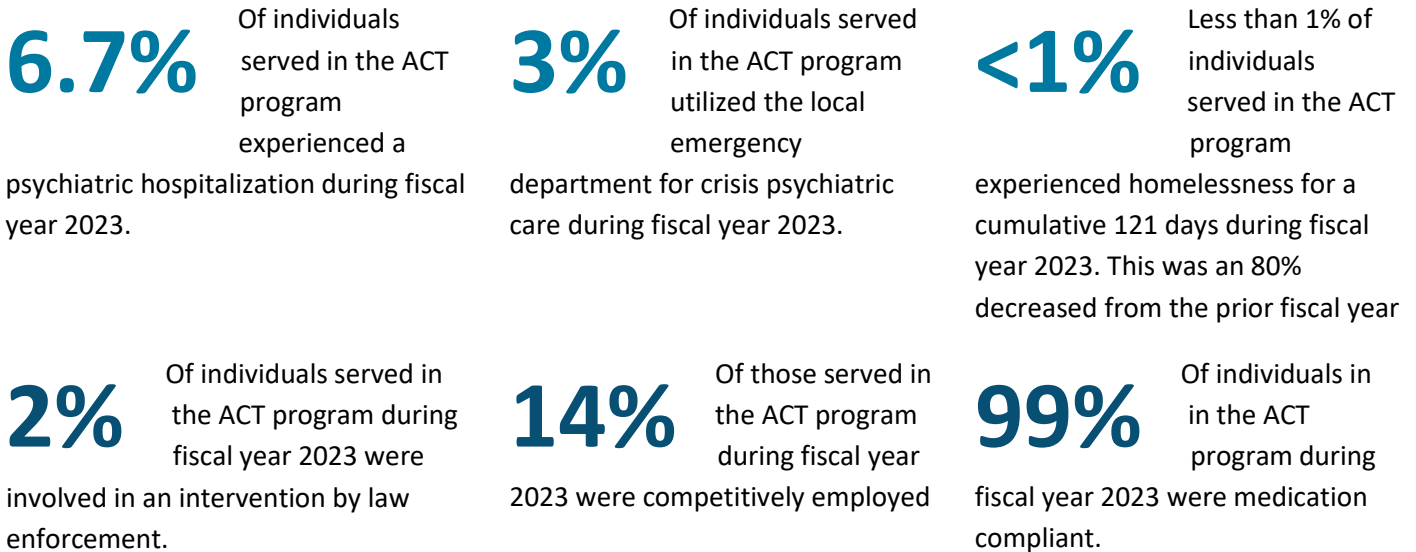 6.7%
Of individuals
served in the ACT
program
experienced a
psychiatric hospitalization during fiscal
year 2023.
3%
Of individuals served
in the ACT program
utilized the local
emergency
department for crisis psychiatric
care during fiscal year 2023.
<1%
Less than 1% of
individuals
served in the ACT
program
experienced homelessness for a
cumulative 121 days during fiscal
year 2023. This was an 80%
decreased from the prior fiscal year
2%
Of individuals served in
the ACT program during
fiscal year 2023 were
involved in an intervention by law
enforcement.
14%
Of those served in
the ACT program
during fiscal year
2023 were competitively employed
99%
Of individuals in
in the ACT
program during
fiscal year 2023 were medication
compliant.